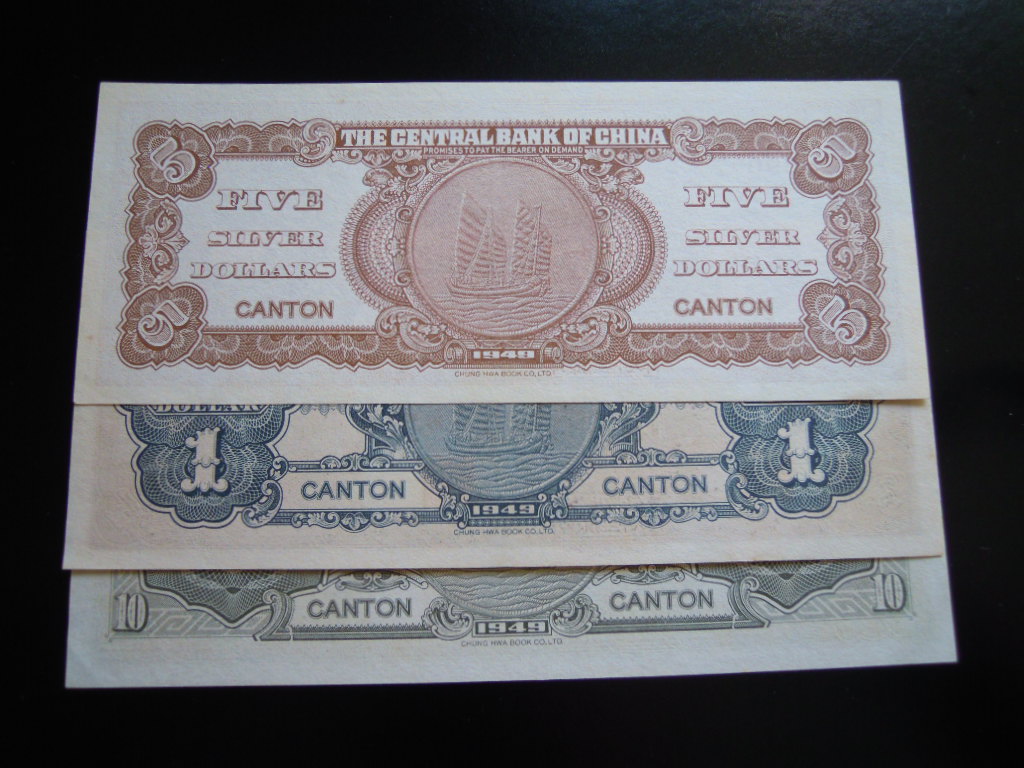 THE CENTRAL BANK OF CHINA
PROMISES TO PAY THE BEARER ON DEMAND
5
5
FIVE
SILVER
DOLLARS
CANTON
FIVE
SILVER
DOLLARS
CANTON
5
5
1949
CHUNG HWA BOOK CO., LTD.
DOLLAR
1
CANTON
CANTON
1
1949
CHUNG HWA BOOK CO., LTD.
10
CANTON
CANTON
10
1949
CHUNG HWA BOOK CO., LTD.